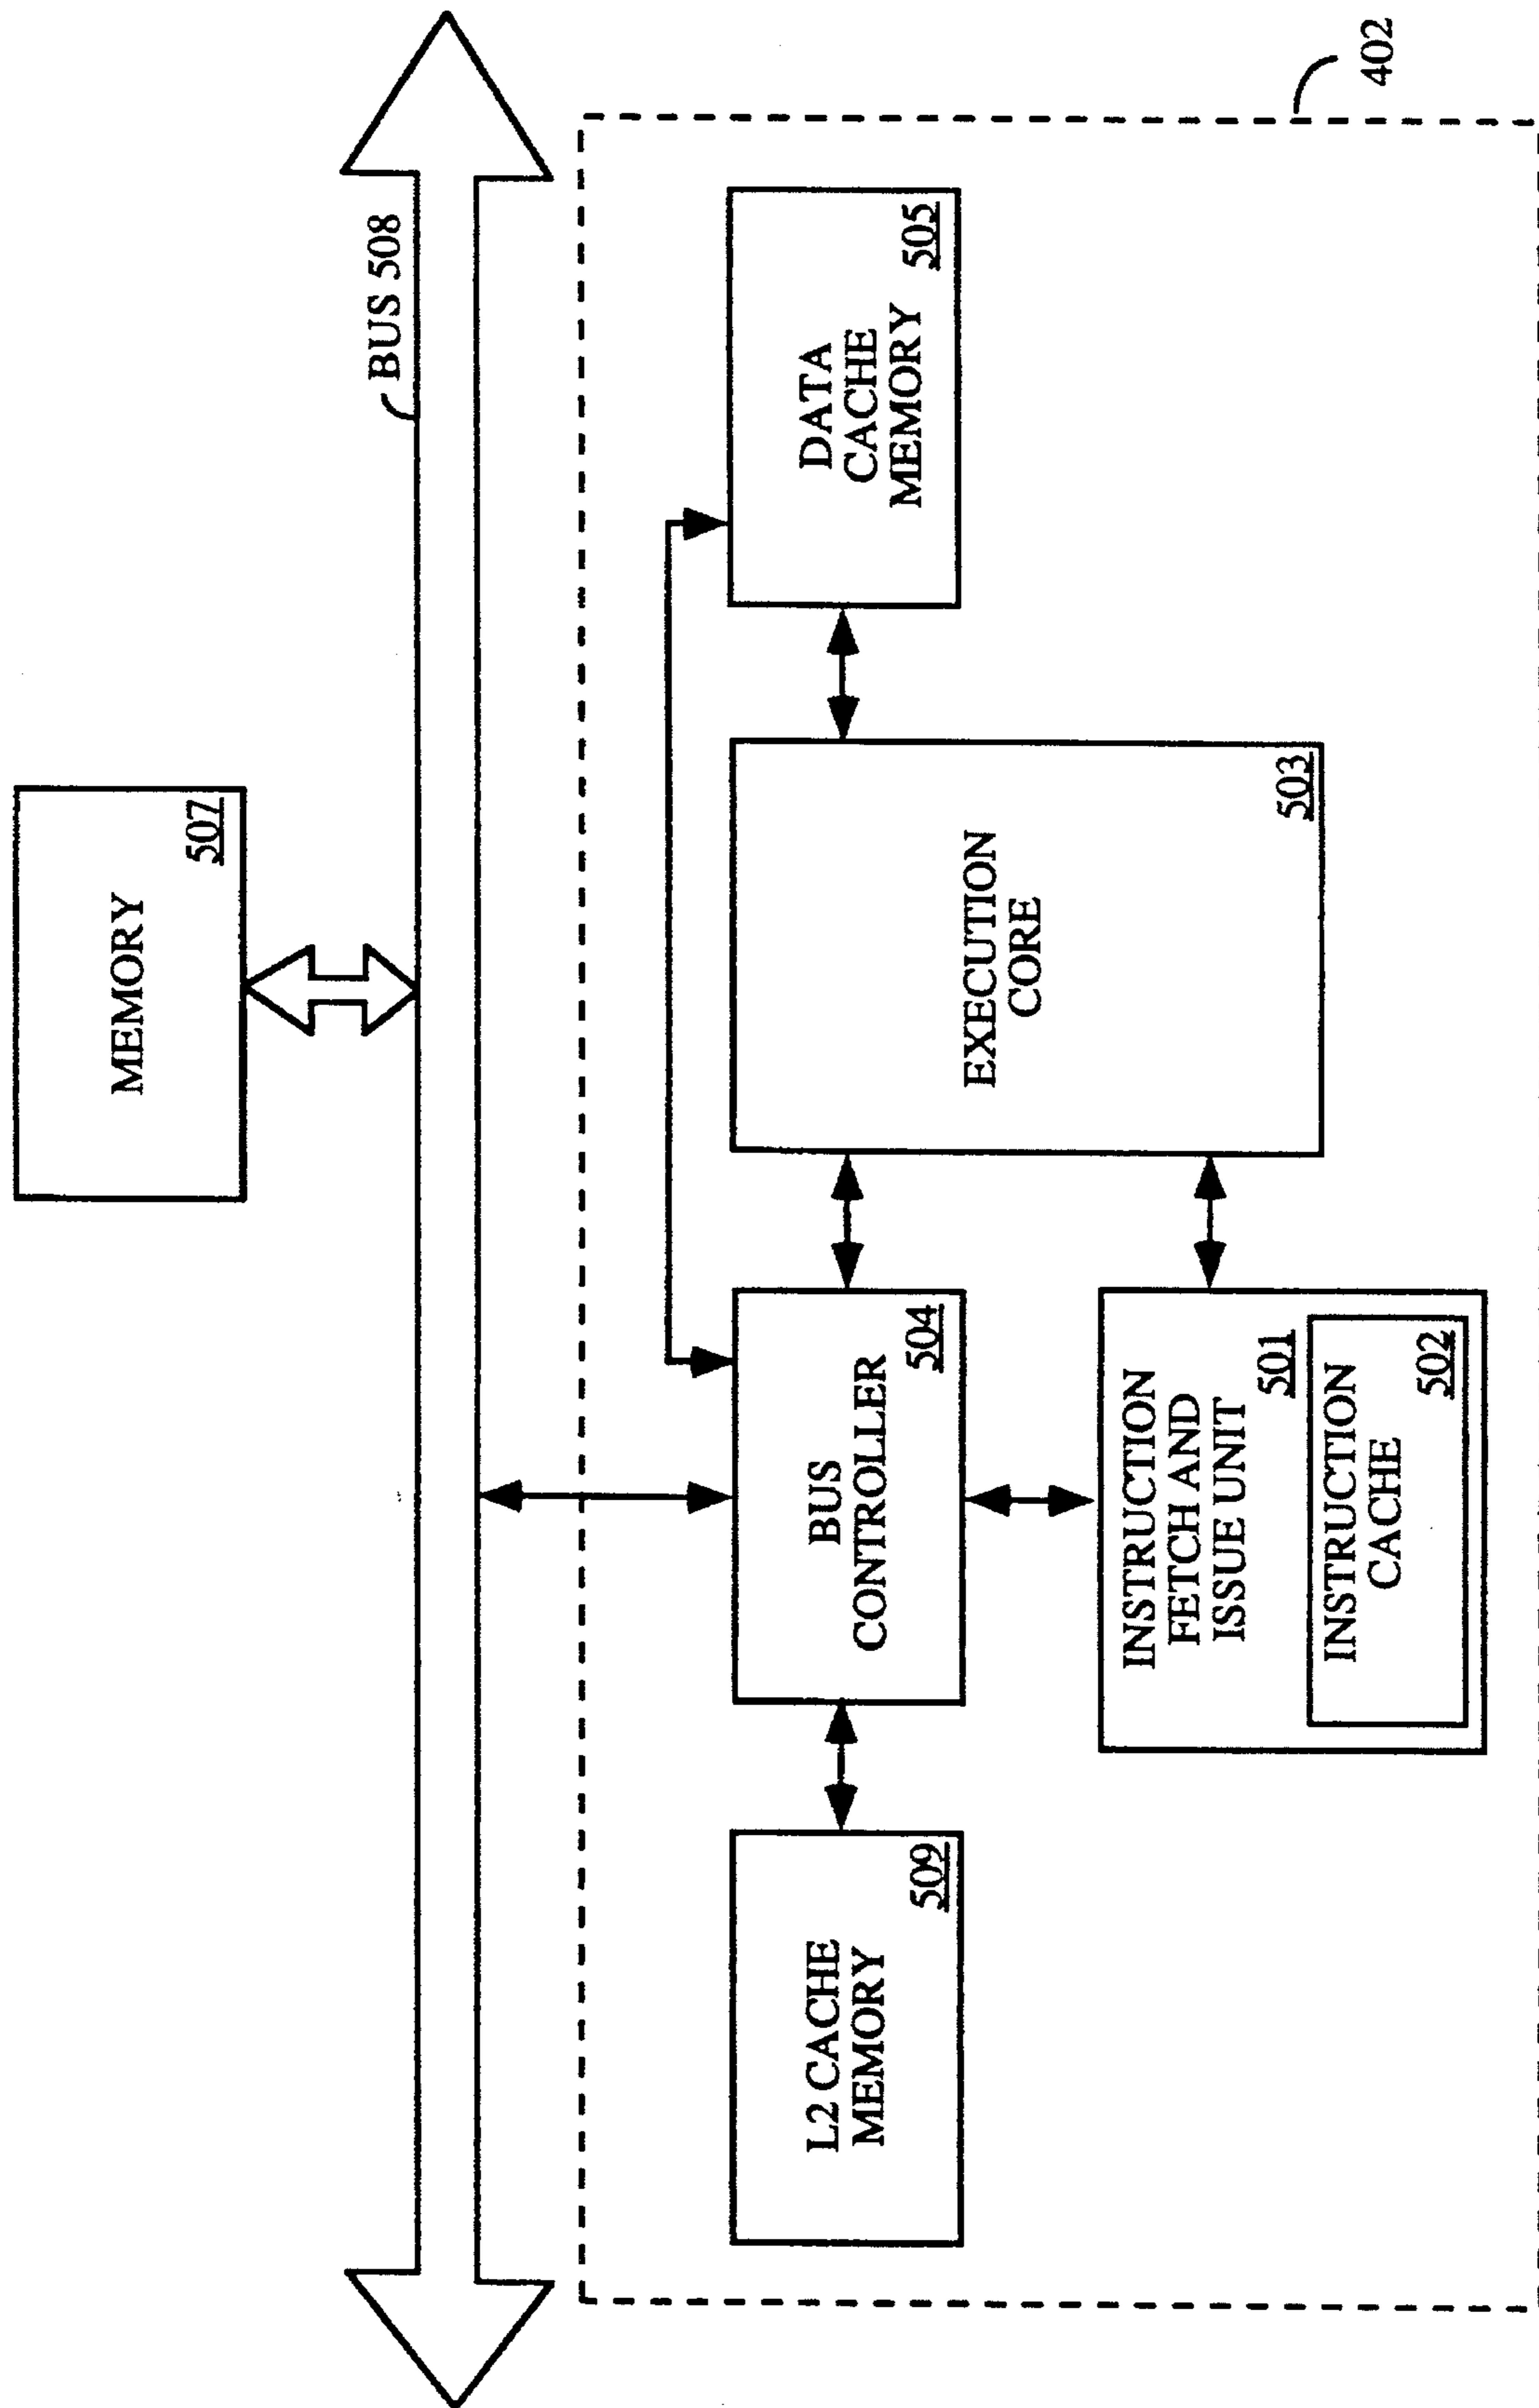 MEMORY
507
BUS 508
402
L2 CACHE
MEMORY
509
BUS
CONTROLLER
504
EXECUTION
CORE
503
DATA
CACHE
MEMORY
505
INSTRUCTION
FETCH AND
ISSUE UNIT
501
INSTRUCTION
CACHE
502